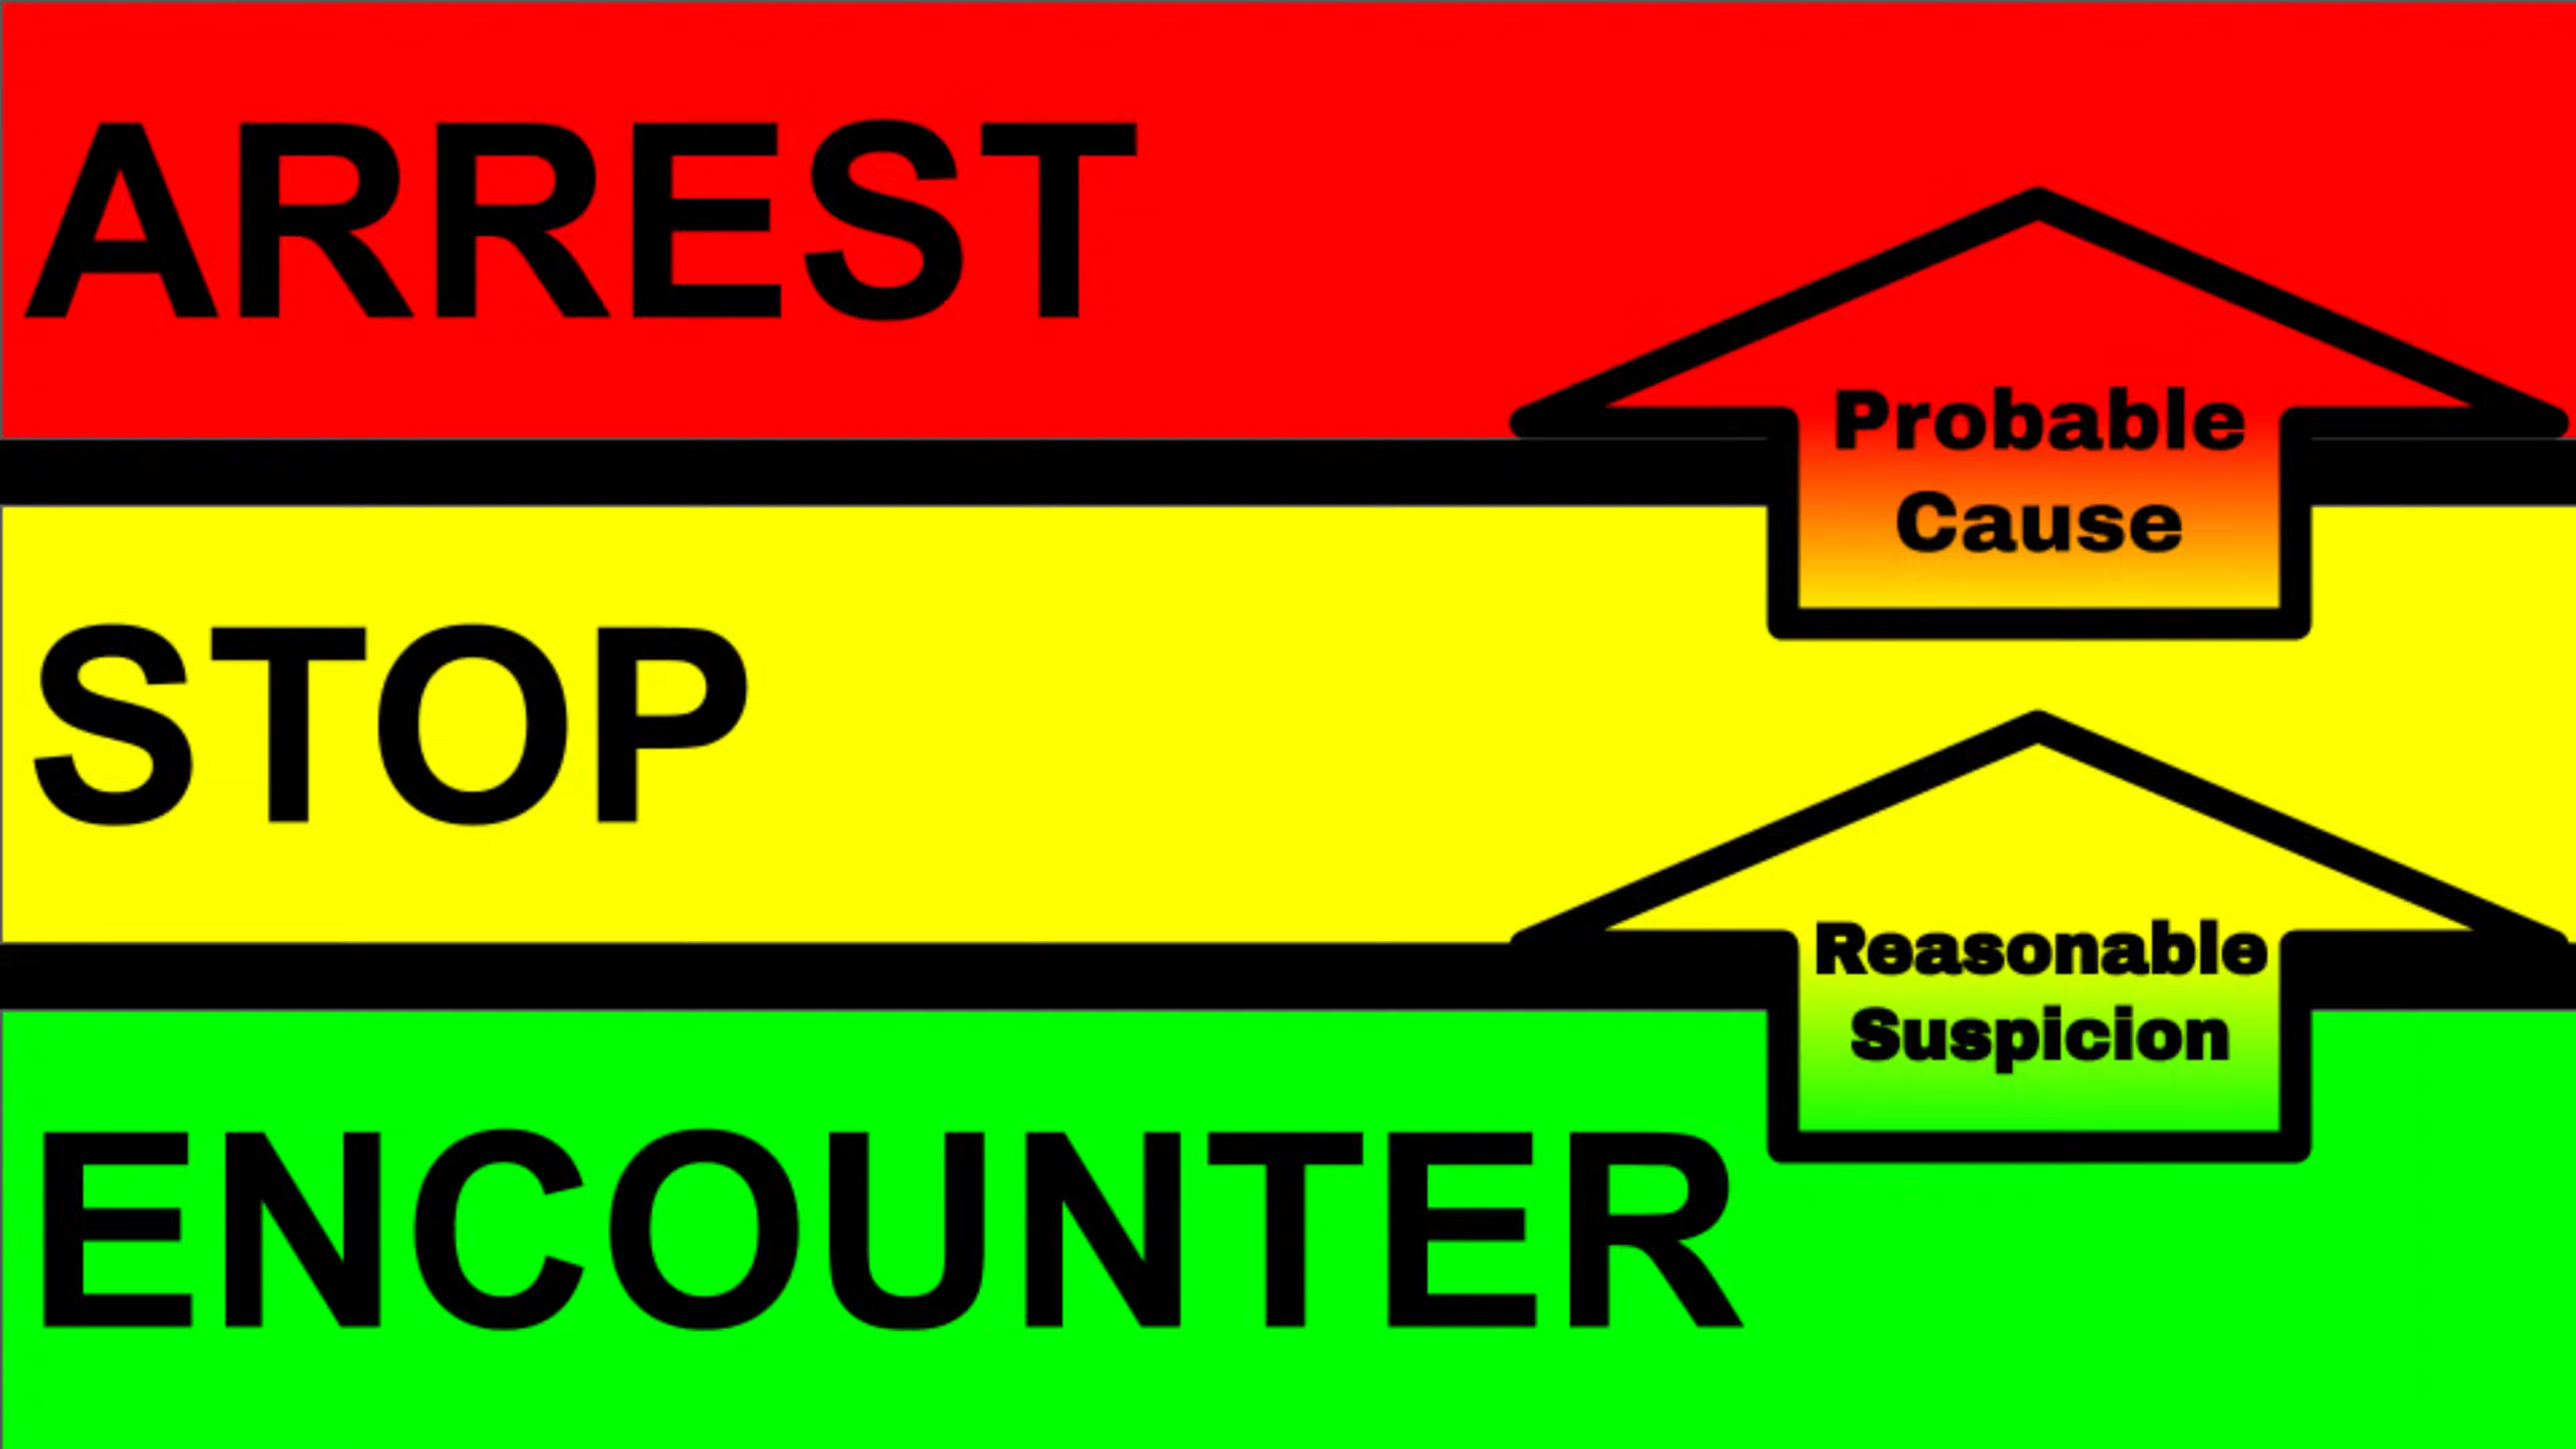 ARREST
Probable
Cause
STOP
Reasonable
Suspicion
ENCOUNTER